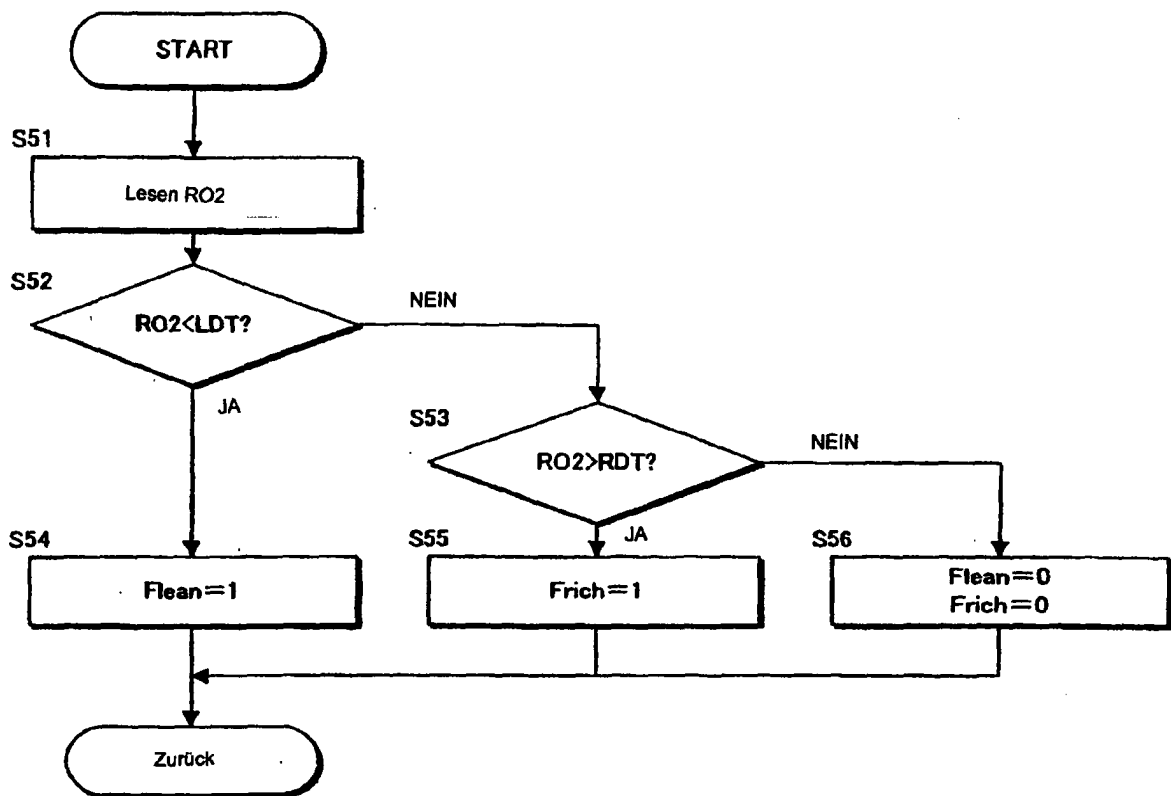 START
S51
Lesen RO2
S52
RO2<LDT?
NEIN
JA
S53
RO2>RDT?
NEIN
JA
S54
Flean=1
S55
Frich=1
S56
Flean=0
Frich=0
Zurück